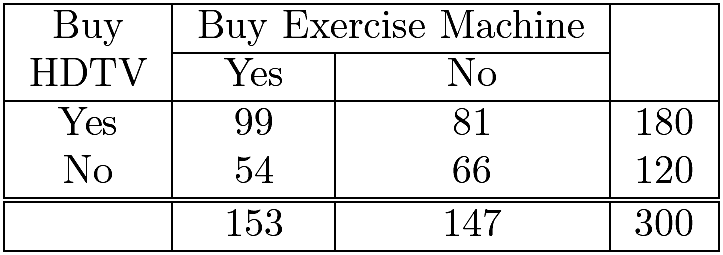 Buy Buy Exercise Machine
HDTV Yes No
Yes 99 81 180
No 54 66 120
153 147 300